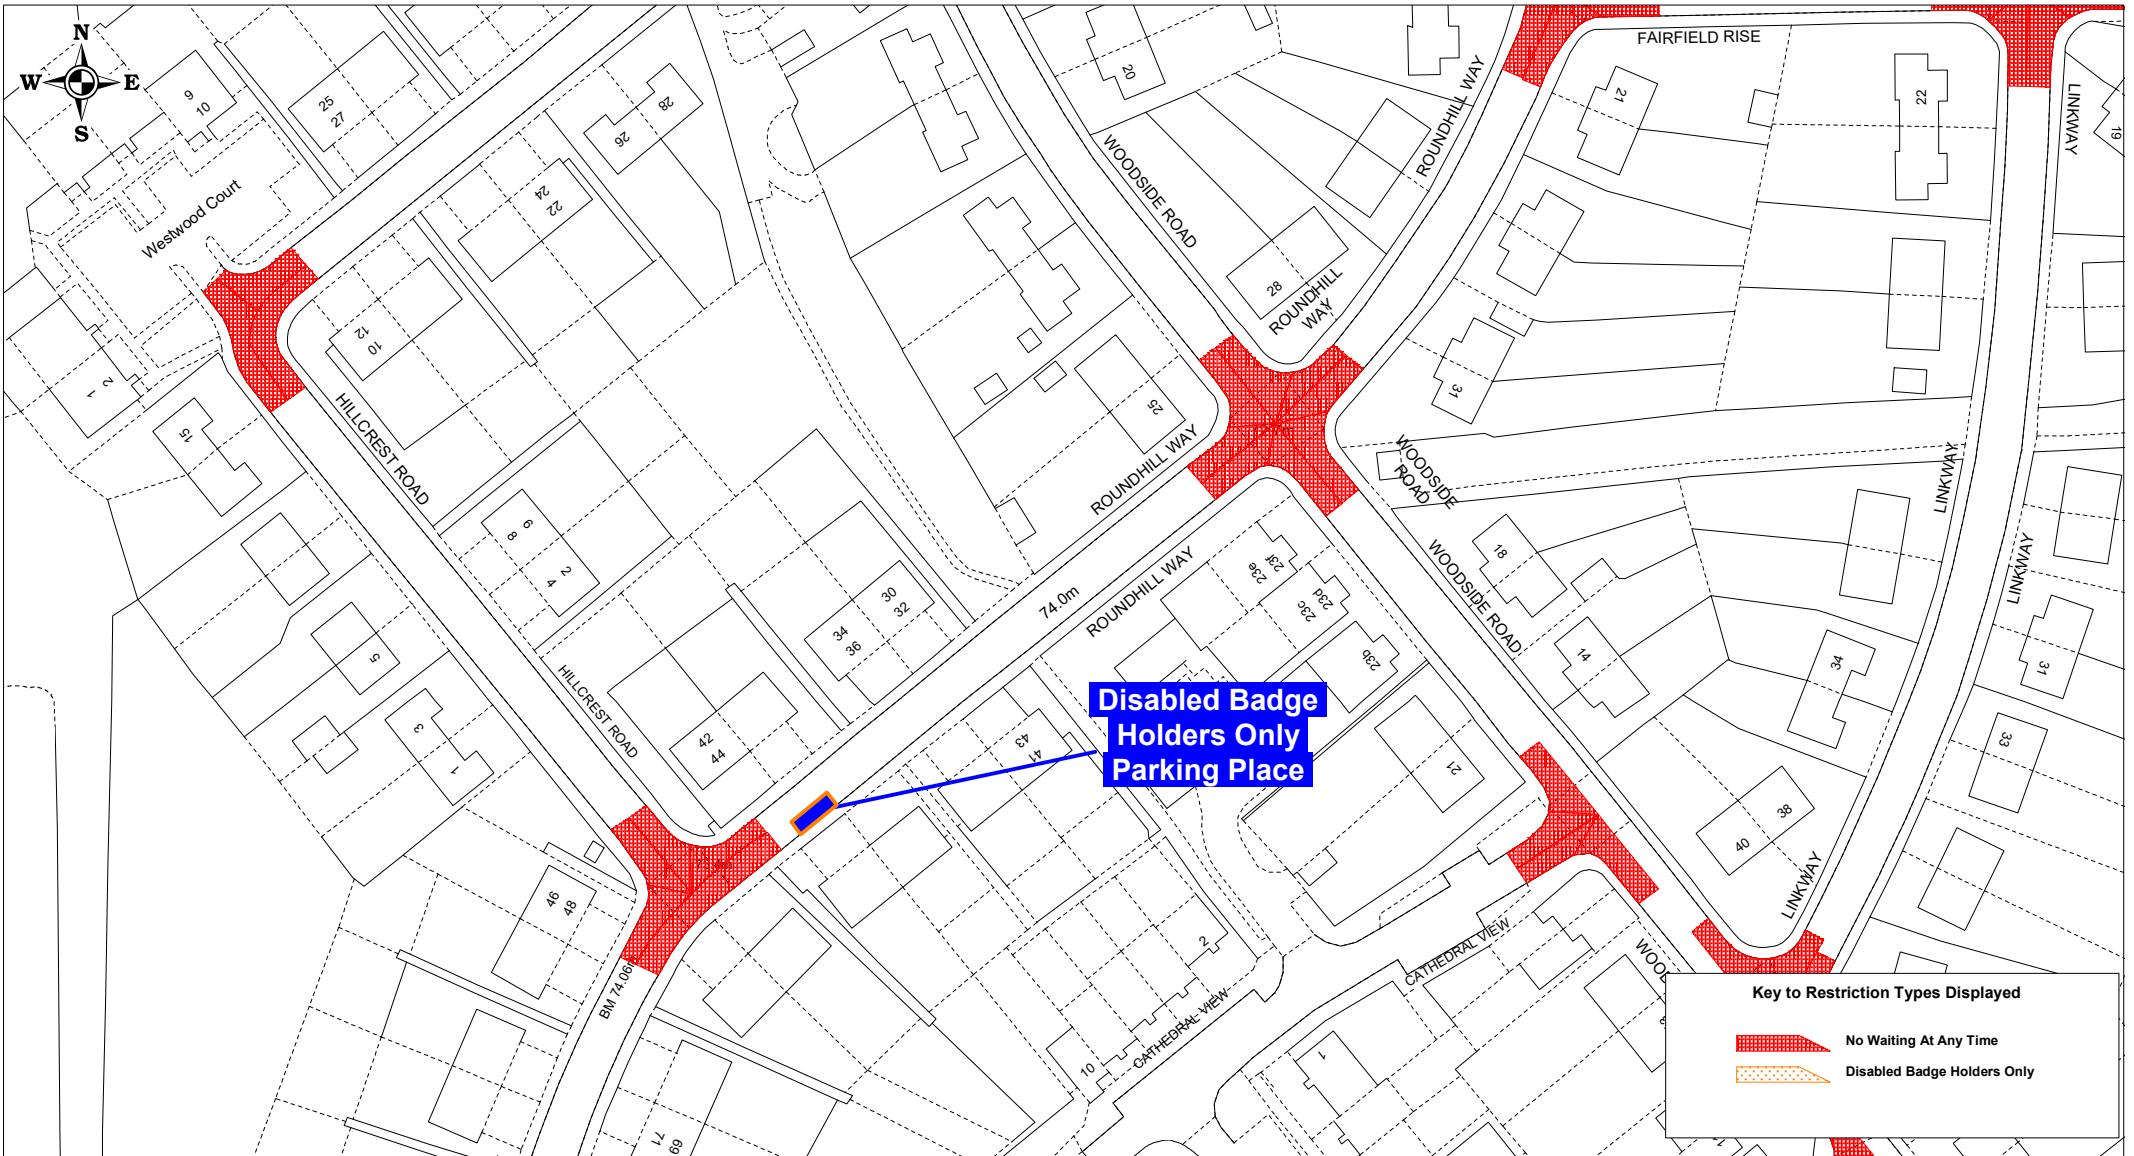 N
W
E
S
9
10
25
27
28
26
24
22
20
FAIRFIELD RISE
21
22
LINKWAY
19
ROUNDHILL WAY
WOODSIDE ROAD
Westwood Court
28
ROUNDHILL
WAY
12
10
2
1
15
HILLCREST ROAD
31
25
ROUNDHILL WAY
WOODSIDE
ROAD
LINKWAY
6
8
2
4
ROUNDHILL WAY
74.0m
23f
23e
23d
23c
23b
WOODSIDE ROAD
18
14
LINKWAY
30
32
34
36
5
3
1
HILLCREST ROAD
42
44
43
41
Disabled Badge
Holders Only
Parking Place
21
34
31
33
38
40
LINKWAY
46
48
BM 74.06m
2
10
CATHEDRAL VIEW
CATHEDRAL VIEW
1
71
69
Key to Restriction Types Displayed
No Waiting At Any Time
Disabled Badge Holders Only